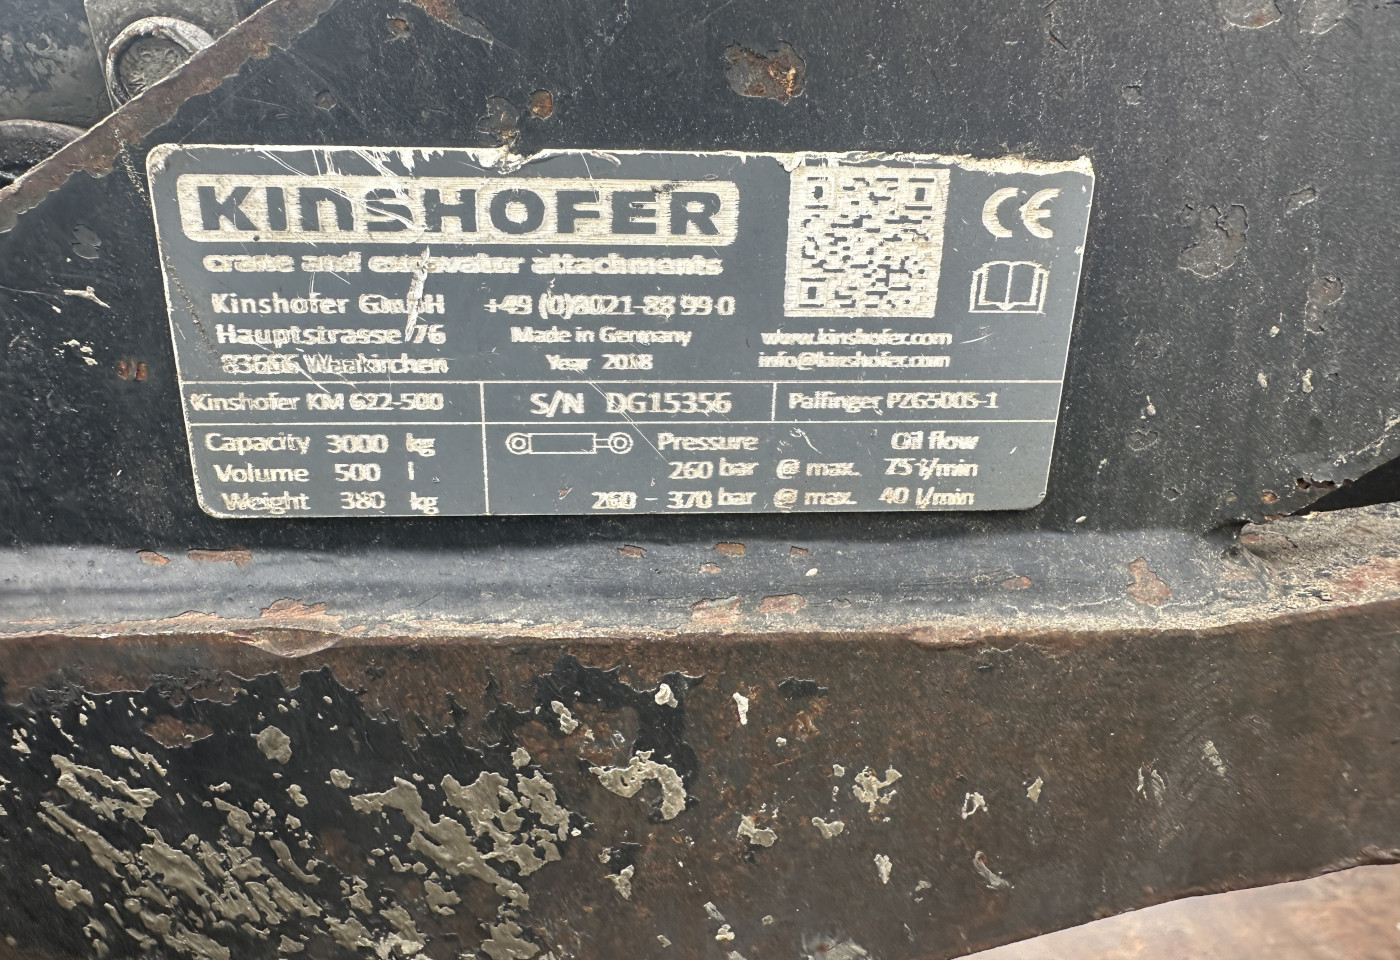 KINSHOFER
crane and excavator attachments
Kinshofer GmbH +49 (0)8021-88 99 0
Hauptstrasse 76 Made in Germany www.kinshofer.com
83666 Waakirchen Year 2018 info@kinshofer.com
Kinshofer KM 622-500 S/N DG15356 Palfinger PZG500S-1
Capacity 3000 kg Pressure Oil flow
Volume 500 l 260 bar @ max. 75 l/min
Weight 380 kg 260 - 370 bar @ max. 40 l/min
CE